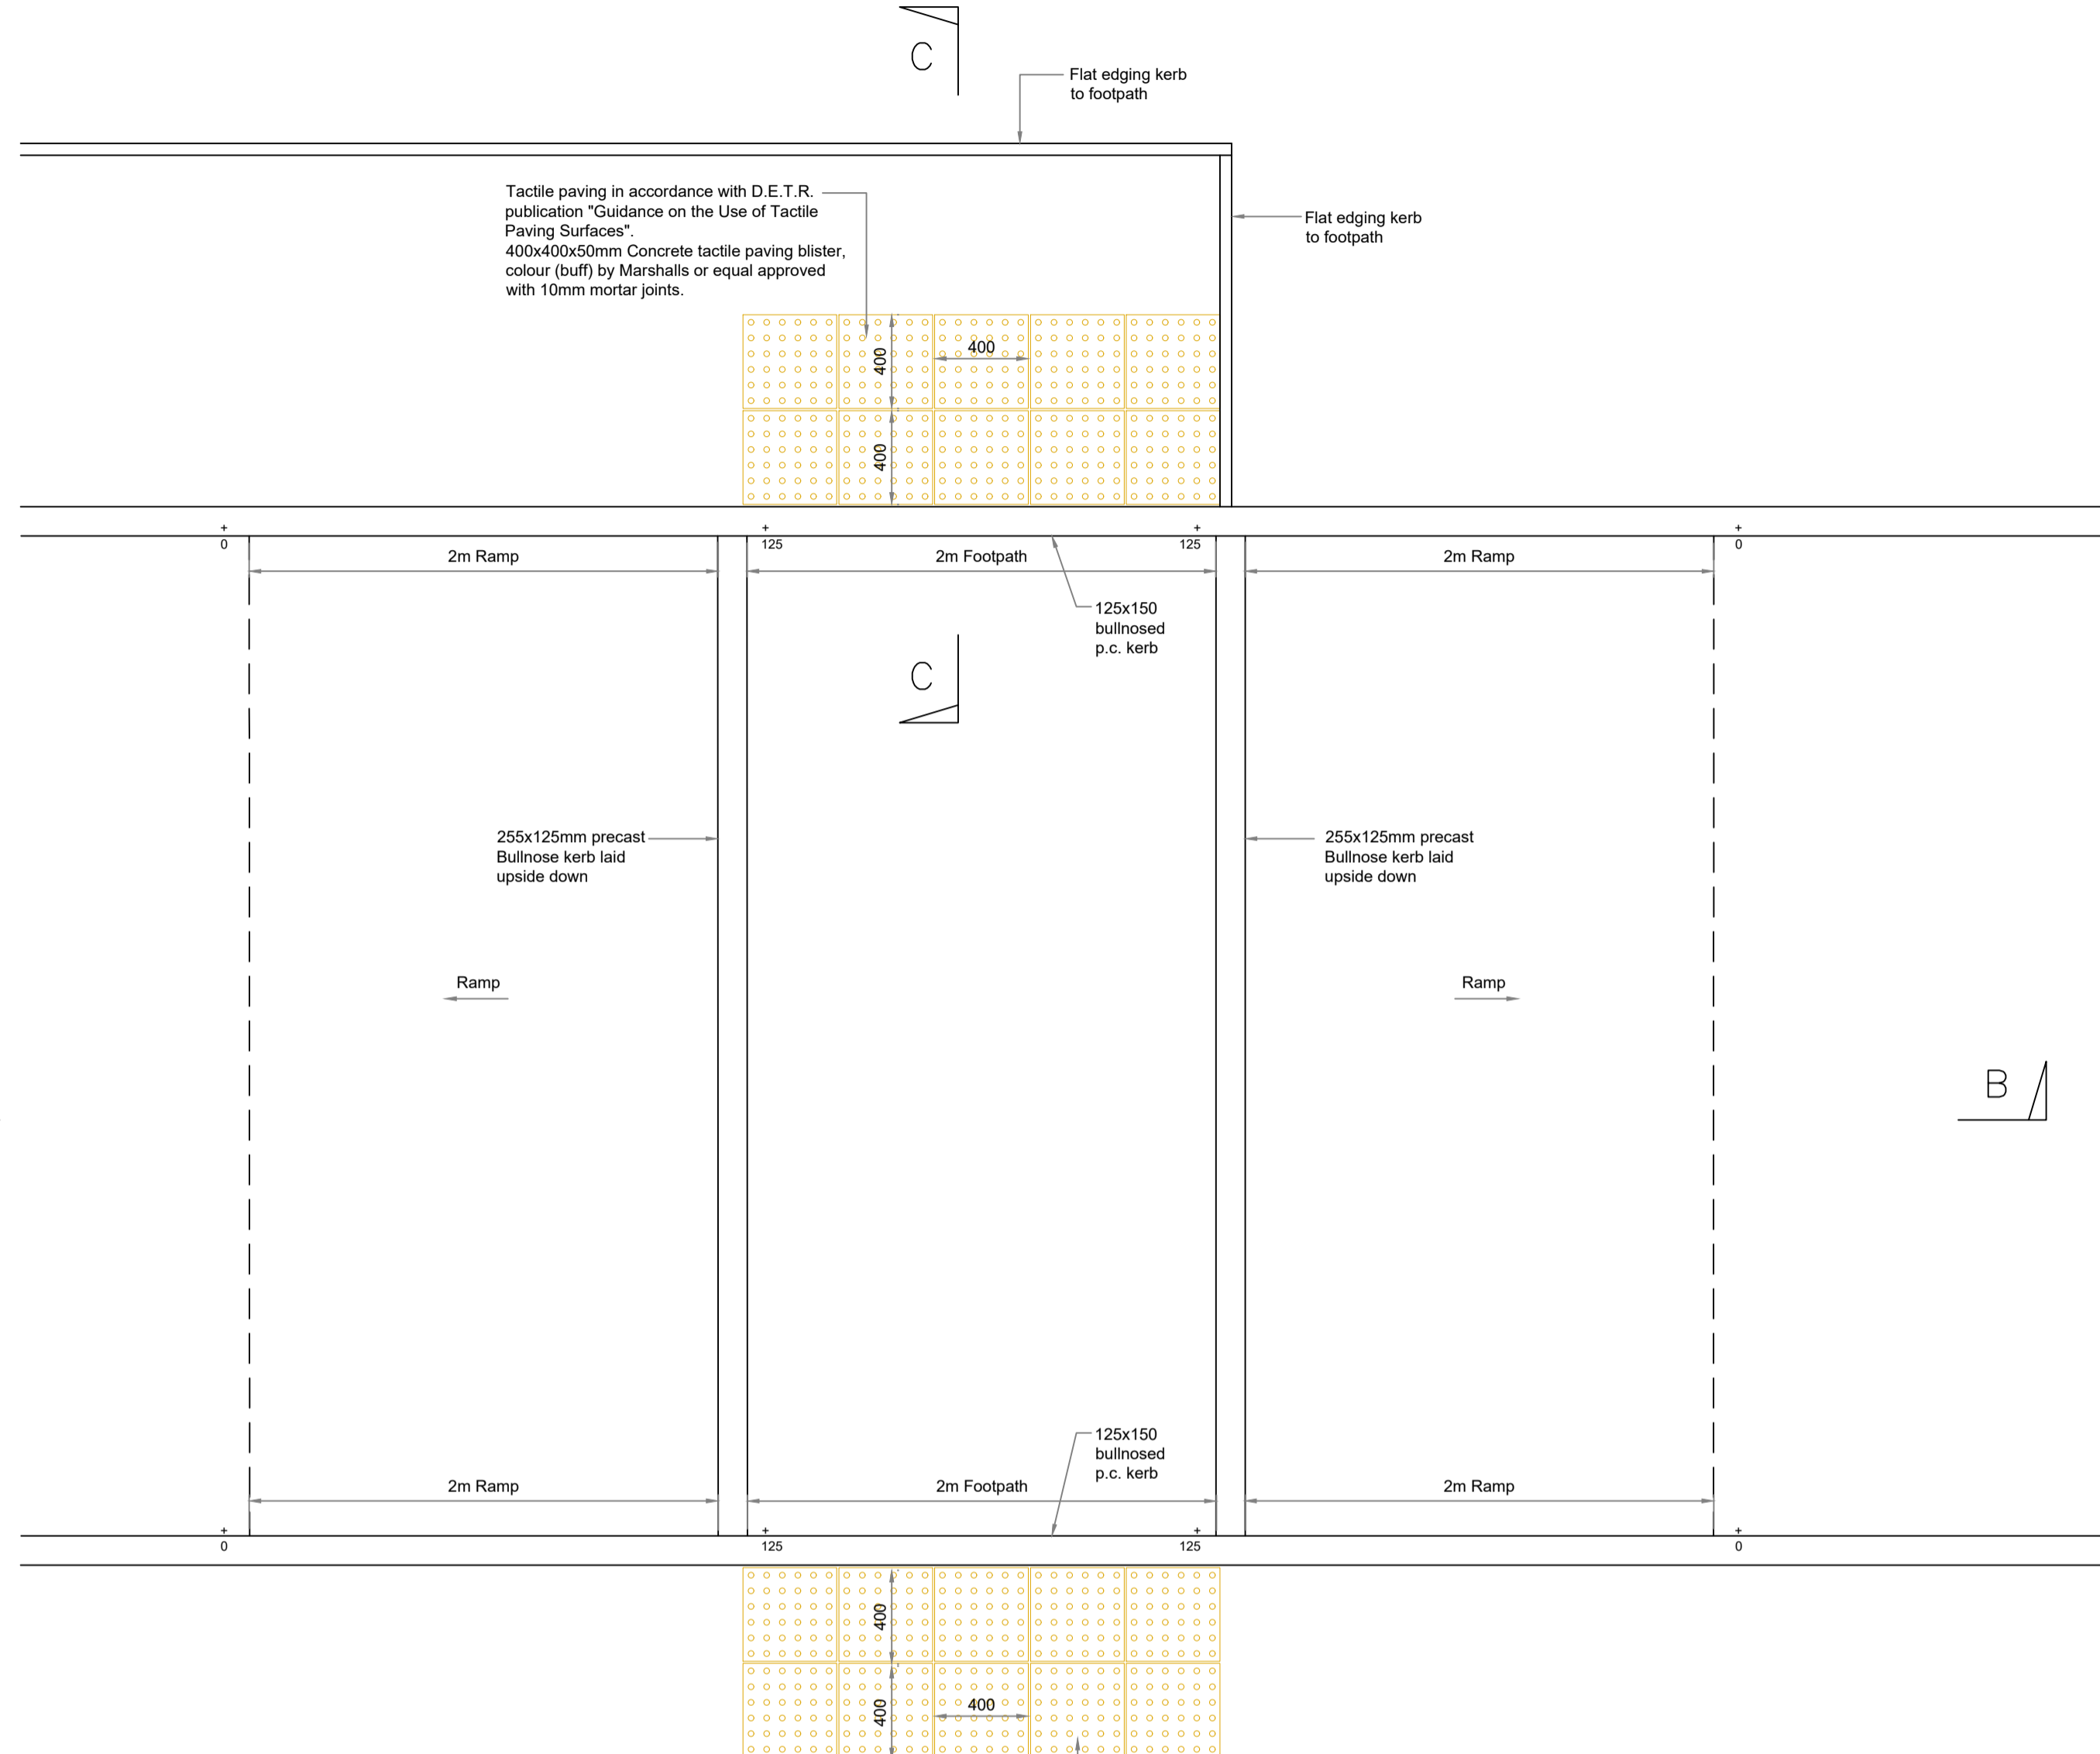 C
Flat edging kerb
to footpath
Tactile paving in accordance with D.E.T.R.
publication "Guidance on the Use of Tactile
Paving Surfaces".
400x400x50mm Concrete tactile paving blister,
colour (buff) by Marshalls or equal approved
with 10mm mortar joints.
Flat edging kerb
to footpath
400
400
400
0
125
125
0
2m Ramp
2m Footpath
2m Ramp
125x150
bullnosed
p.c. kerb
C
255x125mm precast
Bullnose kerb laid
upside down
255x125mm precast
Bullnose kerb laid
upside down
Ramp
Ramp
B
125x150
bullnosed
p.c. kerb
2m Ramp
2m Footpath
2m Ramp
0
125
125
0
400
400
400